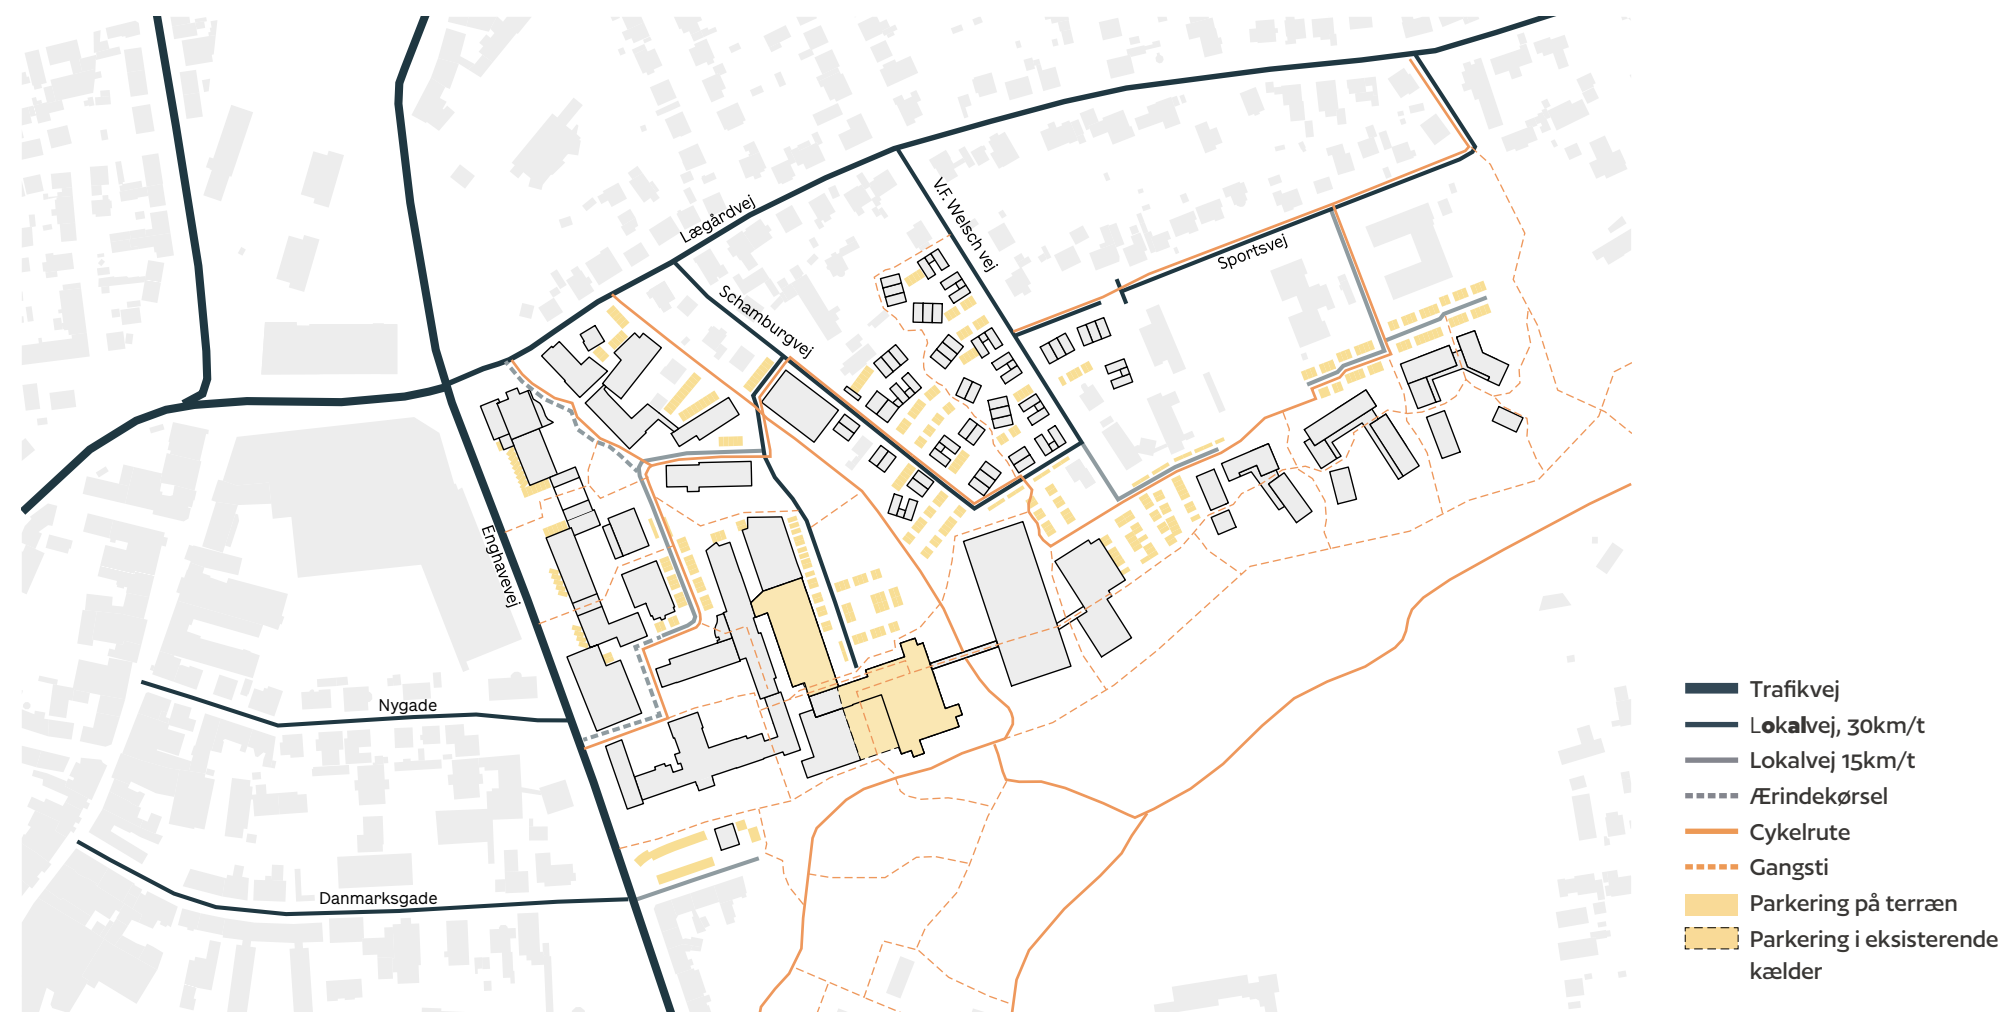 Lægårdvej
V.F. Welsch vej
Schamburgvej
Sportsvej
Enghavevej
Nygade
Danmarksgade
Trafikvej
Lokalvej, 30km/t
Lokalvej 15km/t
Ærindekørsel
Cykelrute
Gangsti
Parkering på terræn
Parkering i eksisterende
kælder